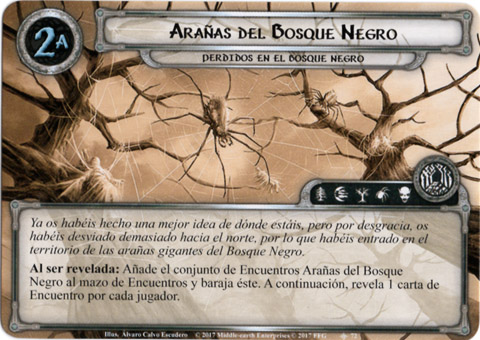 2A
Arañas del Bosque Negro
Perdidos en el Bosque Negro
Ya os habéis hecho una mejor idea de dónde estáis, pero por desgracia, os
habéis desviado demasiado hacia el norte, por lo que habéis entrado en el
territorio de las arañas gigantes del Bosque Negro.
Al ser revelada: Añade el conjunto de Encuentros Arañas del Bosque
Negro al mazo de Encuentros y baraja éste. A continuación, revela 1 carta de
Encuentro por cada jugador.
Illus. Álvaro Calvo Escudero © 2017 Middle-earth Enterprises © 2017 FFG